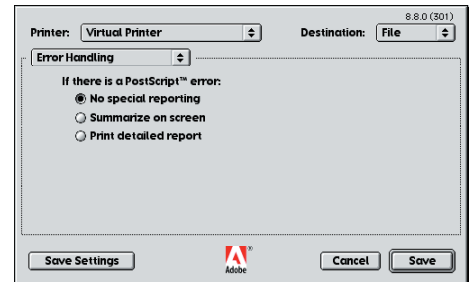 8.8.0 (301)
Printer: Virtual Printer Destination: File
Error Handling
If there is a PostScript™ error:
No special reporting
Summarize on screen
Print detailed report
Save Settings Adobe® Cancel Save